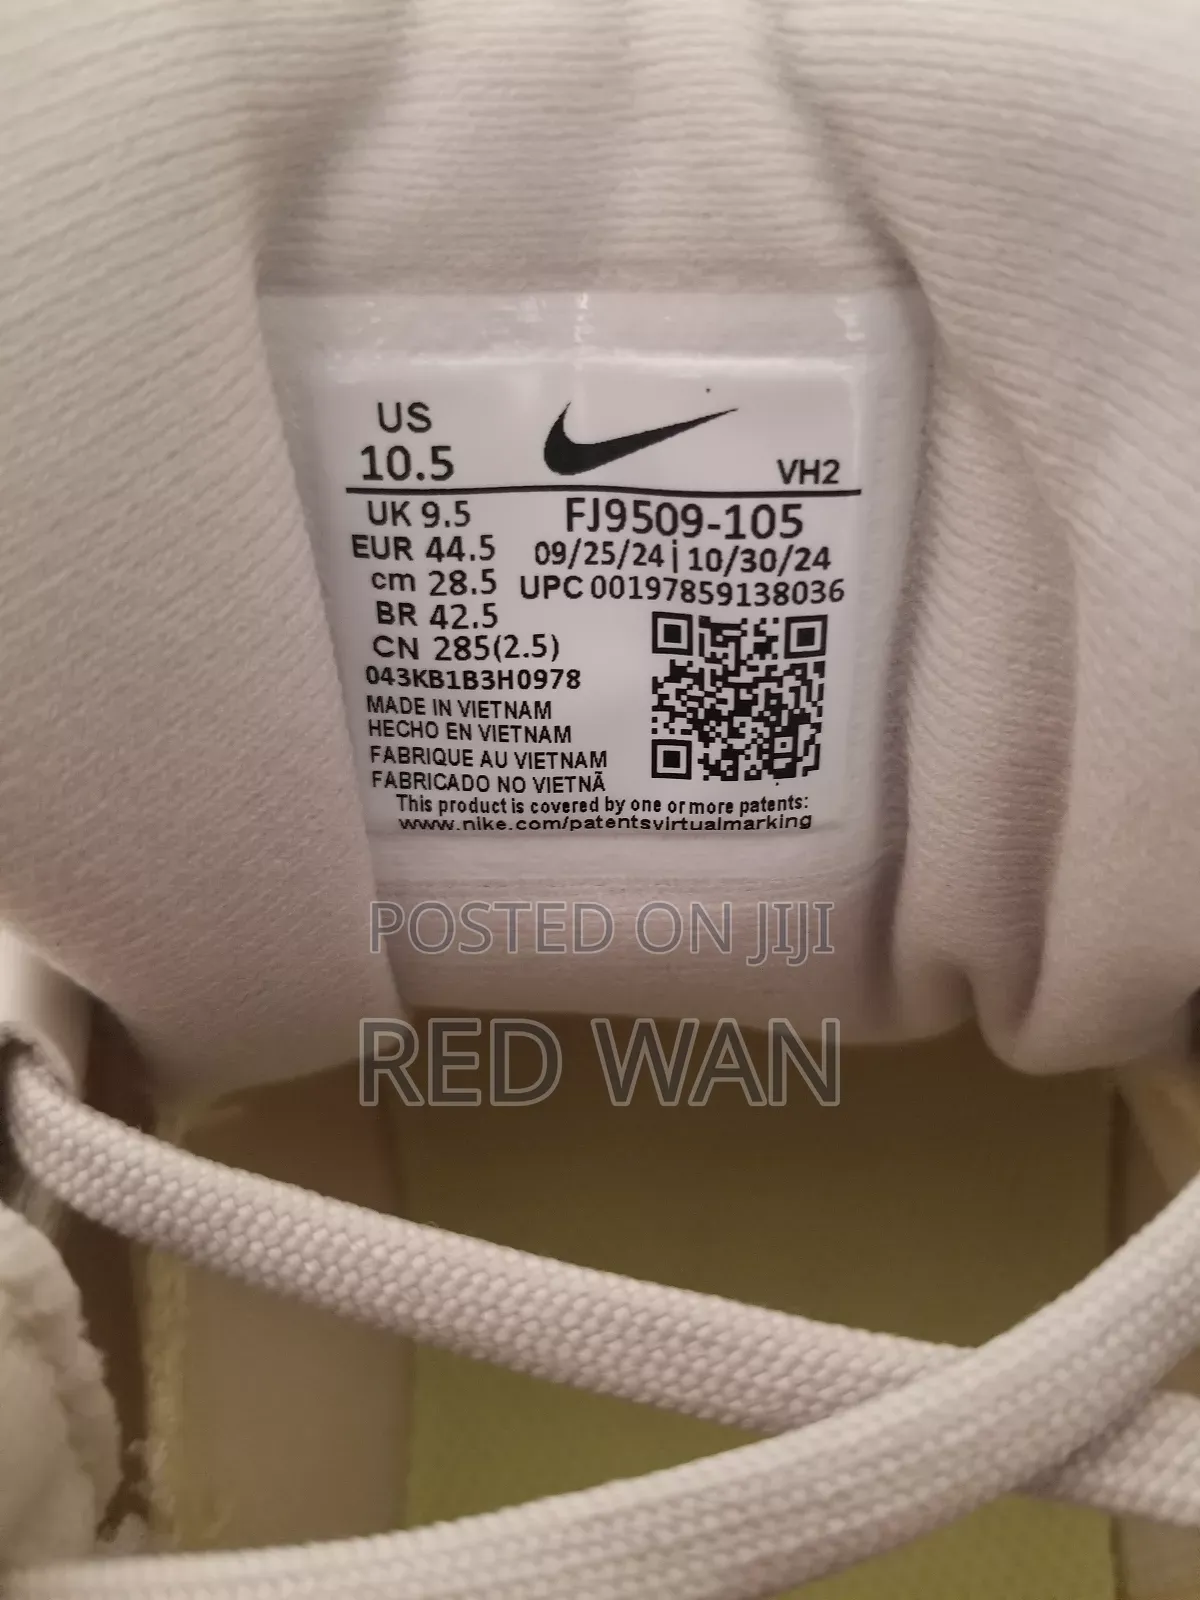 US
10.5
VH2
UK 9.5
EUR 44.5
cm 28.5
BR 42.5
CN 285(2.5)
043KB1B3H0978
FJ9509-105
09/25/24|10/30/24
UPC 00197859138036
MADE IN VIETNAM
HECHO EN VIETNAM
FABRIQUE AU VIETNAM
FABRICADO NO VIETNÃ
This product is covered by one or more patents:
www.nike.com/patentsvirtualmarking
POSTED ON JIJI
RED WAN